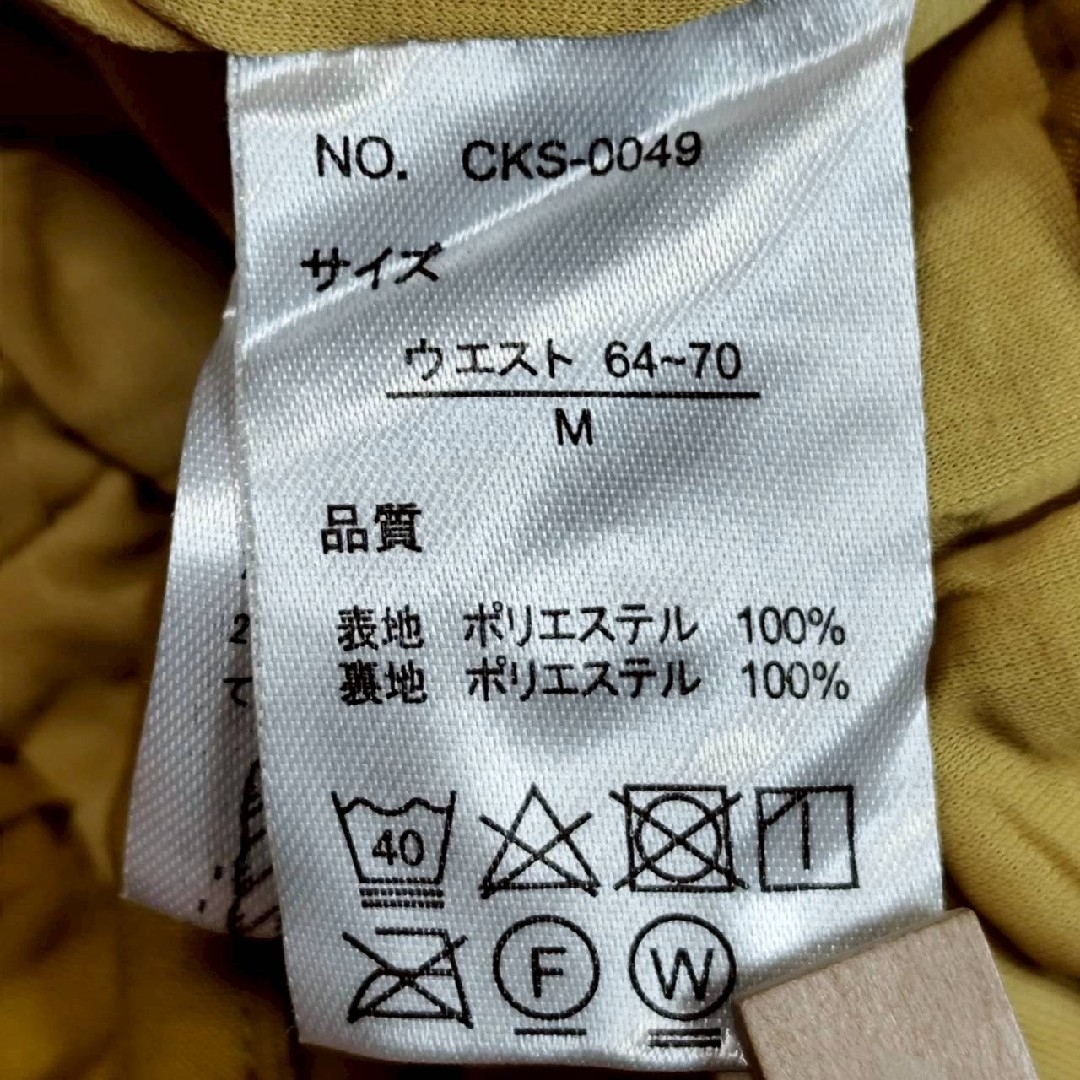 NO. CKS-0049
サイズ
ウエスト 64~70
M
品質
表地 ポリエステル 100%
裏地 ポリエステル 100%
40
F W